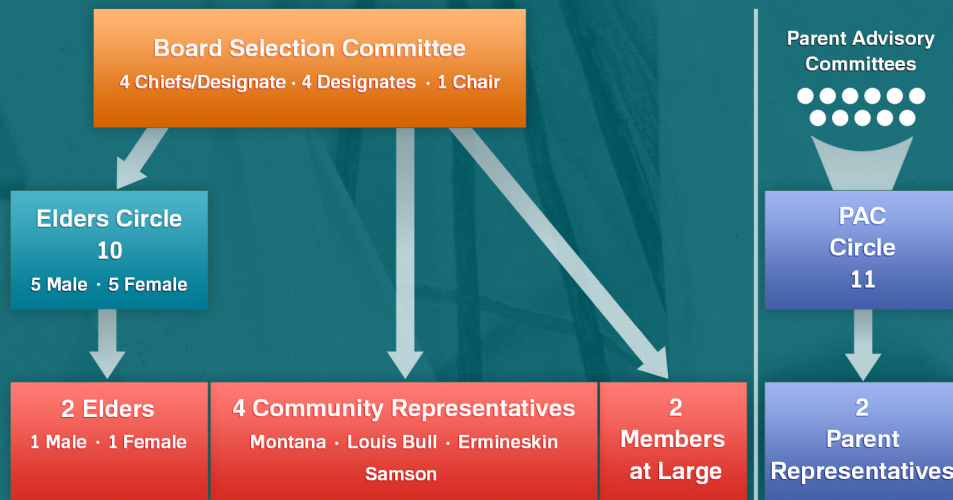 Board Selection Committee
4 Chiefs/Designate · 4 Designates · 1 Chair
Parent Advisory
Committees
Elders Circle
10
5 Male · 5 Female
PAC
Circle
11
2 Elders
1 Male · 1 Female
4 Community Representatives
Montana · Louis Bull · Ermineskin
Samson
2
Members
at Large
2
Parent
Representatives